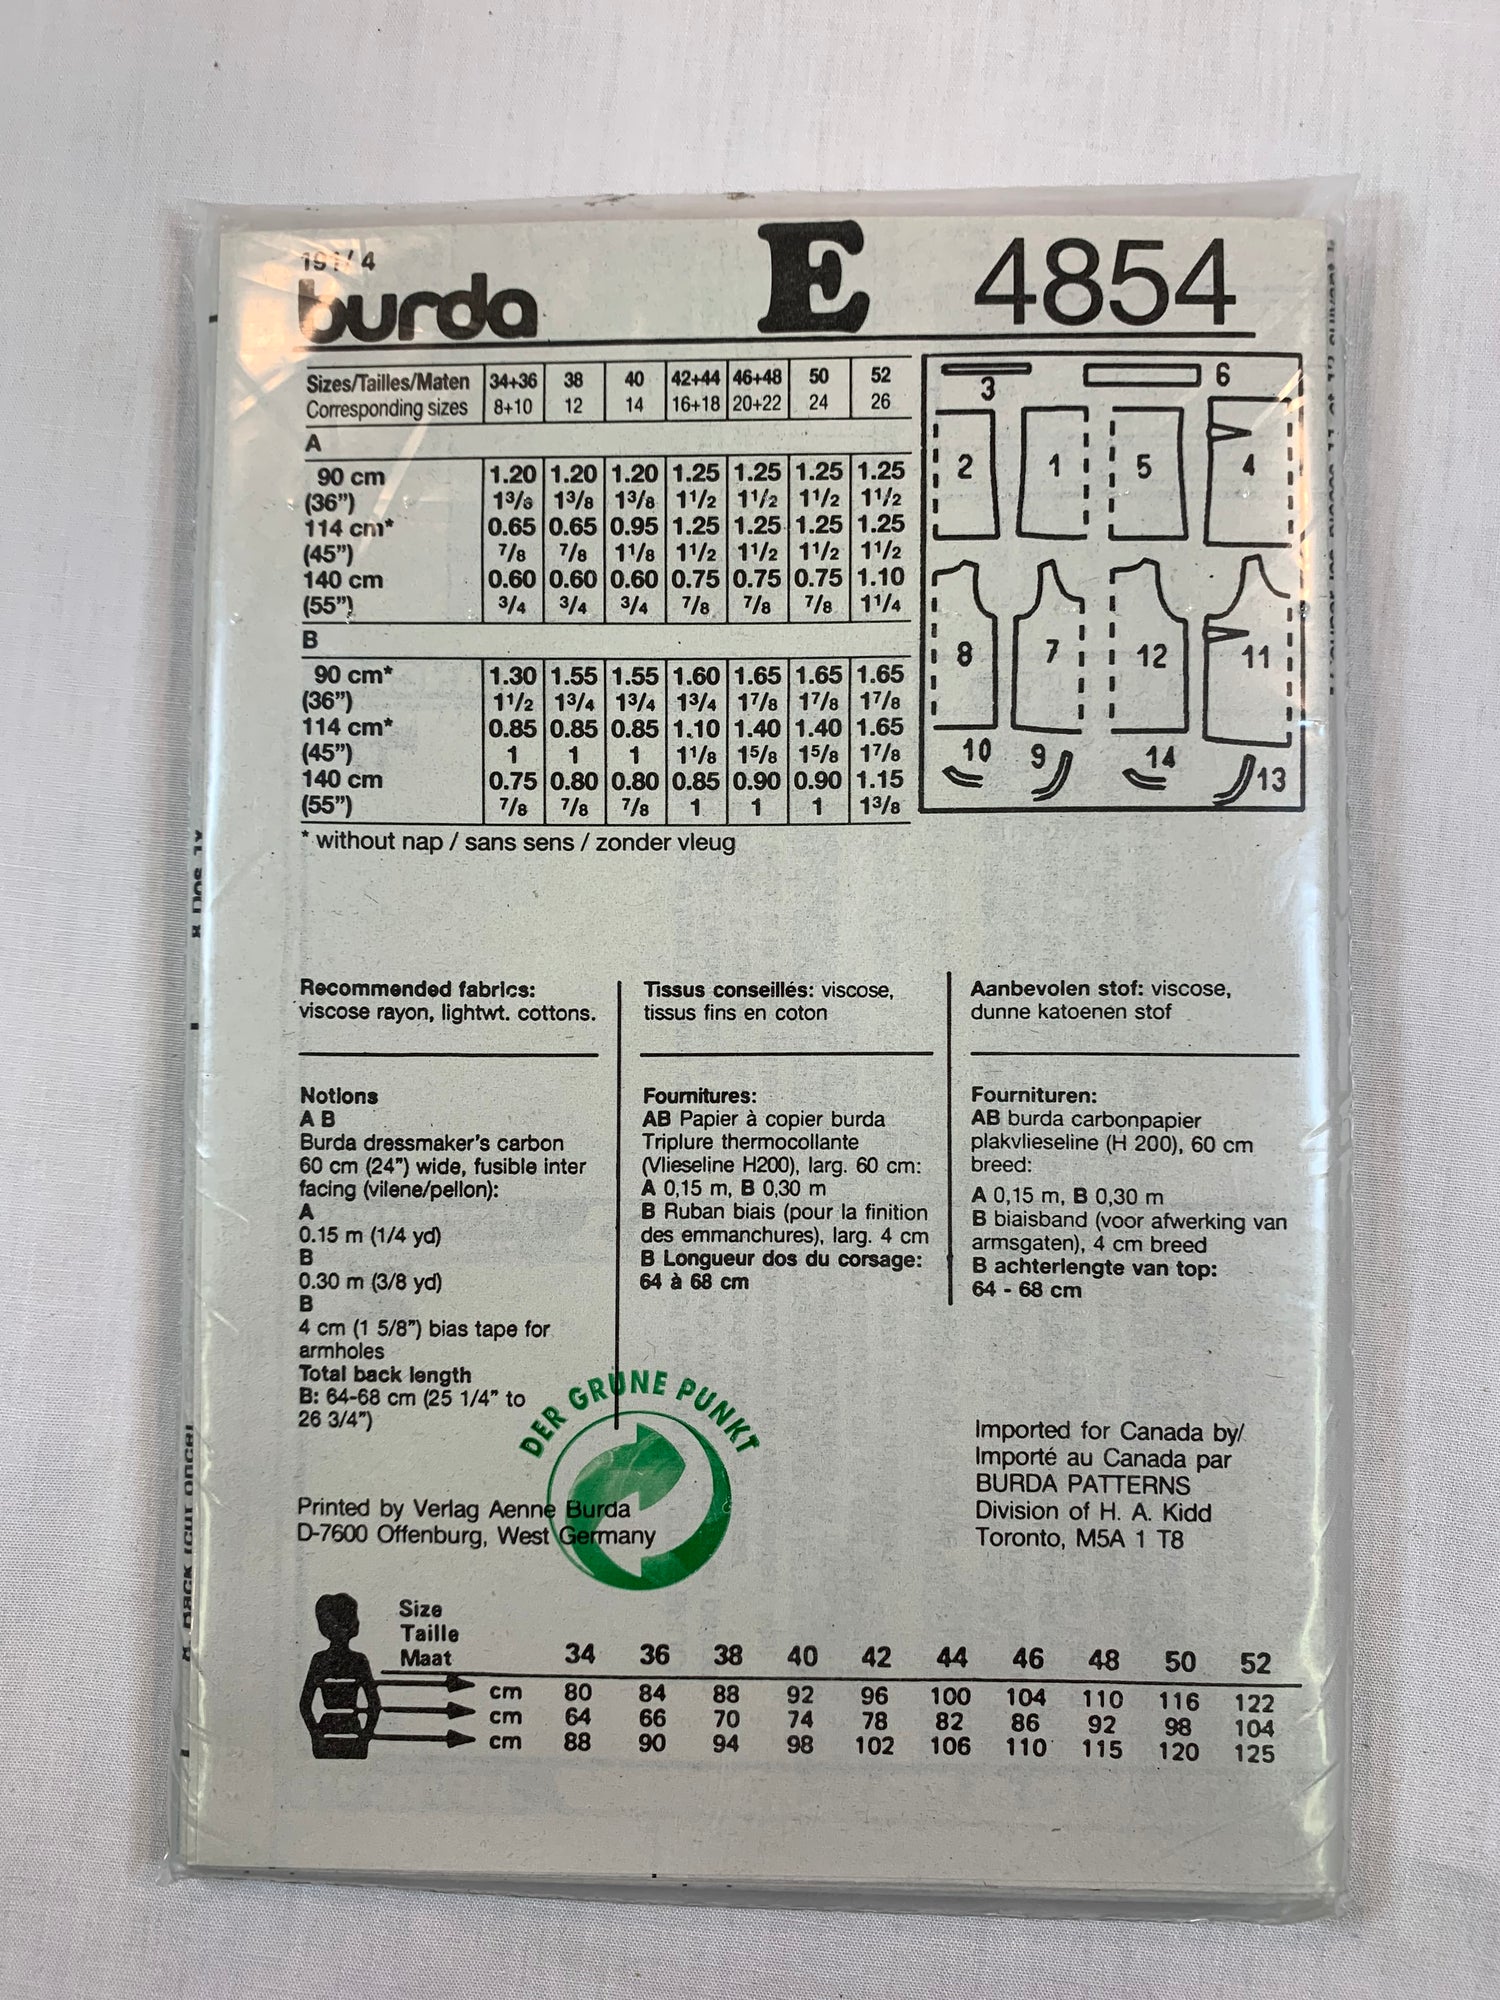 burda E 4854
Sizes/Tailles/Maten 34+36 38 40 42+44 46+48 50 52
Corresponding sizes 8+10 12 14 16+18 20+22 24 26
A
90 cm 1.20 1.20 1.20 1.25 1.25 1.25 1.25
(36”) 1³/₈ 1³/₈ 1³/₈ 1¹/₂ 1¹/₂ 1¹/₂ 1¹/₂
114 cm* 0.65 0.65 0.95 1.25 1.25 1.25 1.25
(45”) ⁷/₈ ⁷/₈ 1¹/₈ 1¹/₂ 1¹/₂ 1¹/₂ 1¹/₂
140 cm 0.60 0.60 0.60 0.75 0.75 0.75 1.10
(55”) ³/₄ ³/₄ ³/₄ ⁷/₈ ⁷/₈ ⁷/₈ 1¹/₄
B
90 cm* 1.30 1.55 1.55 1.60 1.65 1.65 1.65
(36”) 1¹/₂ 1³/₄ 1³/₄ 1³/₄ 1⁷/₈ 1⁷/₈ 1⁷/₈
114 cm* 0.85 0.85 0.85 1.10 1.40 1.40 1.65
(45”) 1 1 1 1¹/₈ 1⁵/₈ 1⁵/₈ 1⁷/₈
140 cm 0.75 0.80 0.80 0.85 0.90 0.90 1.15
(55”) ⁷/₈ ⁷/₈ ⁷/₈ 1 1 1 1³/₈
* without nap / sans sens / zonder vleug
3 6
2 1 5 4
8 7 12 11
10 9 14 13
Recommended fabrics:
viscose rayon, lightwt. cottons.
Notions
A B
Burda dressmaker's carbon
60 cm (24”) wide, fusible inter
facing (vilene/pellon):
A
0.15 m (1/4 yd)
B
0.30 m (3/8 yd)
B
4 cm (1 5/8”) bias tape for
armholes
Total back length
B: 64-68 cm (25 1/4” to
26 3/4”)
Tissus conseillés: viscose,
tissus fins en coton
Fournitures:
AB Papier à copier burda
Triplure thermocollante
(Vlieseline H200), larg. 60 cm:
A 0,15 m, B 0,30 m
B Ruban biais (pour la finition
des emmanchures), larg. 4 cm
B Longueur dos du corsage:
64 à 68 cm
Aanbevolen stof: viscose,
dunne katoenen stof
Fournituren:
AB burda carbonpapier
plakvlieseline (H 200), 60 cm
breed:
A 0,15 m, B 0,30 m
B biaisband (voor afwerking van
armsgaten), 4 cm breed
B achterlengte van top:
64 - 68 cm
DER GRÜNE PUNKT
Printed by Verlag Aenne Burda
D-7600 Offenburg, West Germany
Imported for Canada by/
Importé au Canada par
BURDA PATTERNS
Division of H. A. Kidd
Toronto, M5A 1 T8
Size
Taille
Maat 34 36 38 40 42 44 46 48 50 52
cm 80 84 88 92 96 100 104 110 116 122
cm 64 66 70 74 78 82 86 92 98 104
cm 88 90 94 98 102 106 110 115 120 125